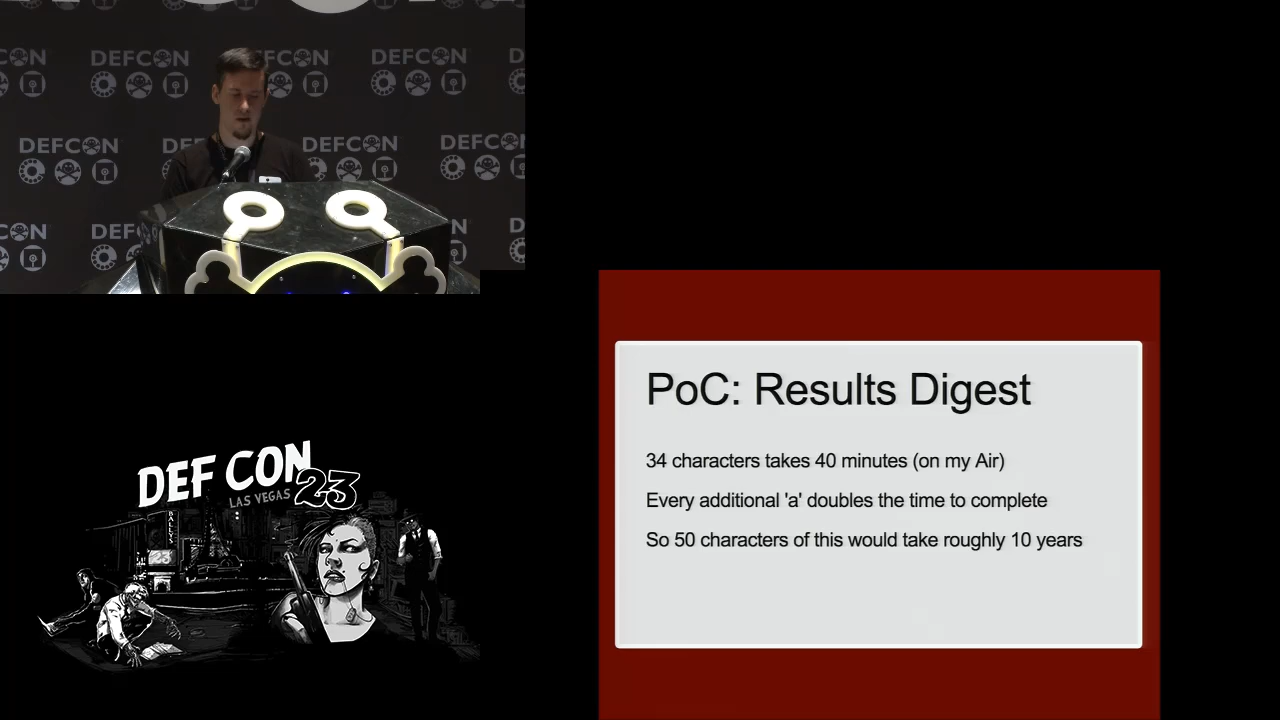 DEFCON
DEFCON
DEFCON
DEFCON
DEFCON
DEFCON
DEF CON 23
LAS VEGAS
BALLY'S
PoC: Results Digest
34 characters takes 40 minutes (on my Air)
Every additional 'a' doubles the time to complete
So 50 characters of this would take roughly 10 years